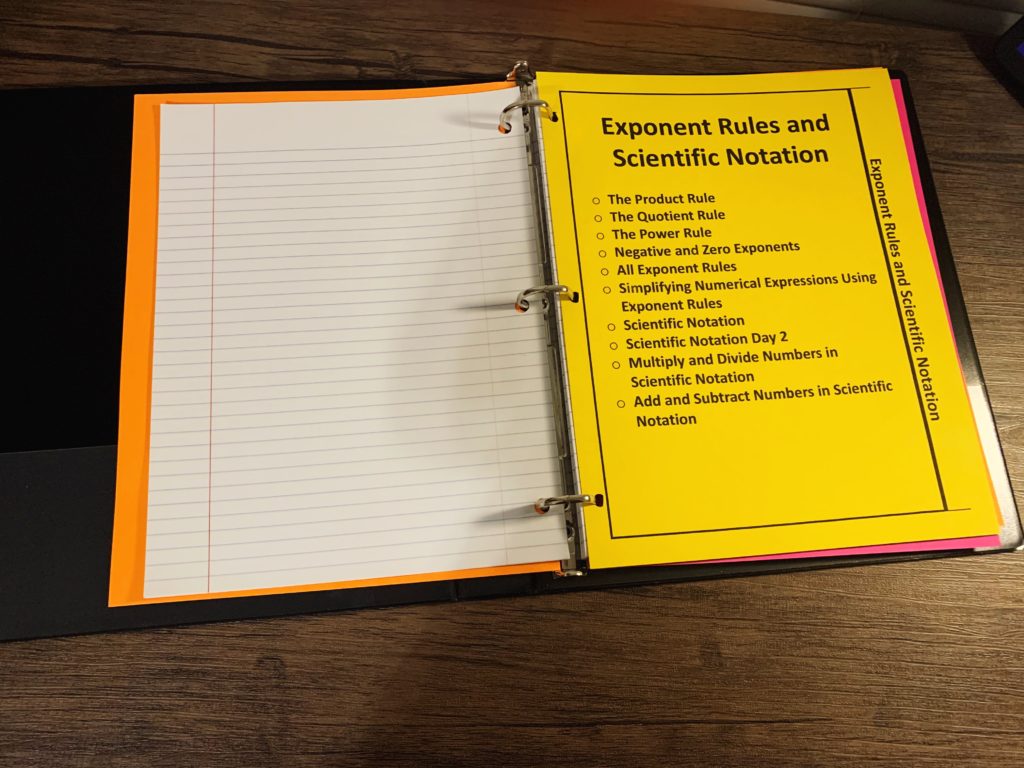 Exponent Rules and
Scientific Notation
○ The Product Rule
○ The Quotient Rule
○ The Power Rule
○ Negative and Zero Exponents
○ All Exponent Rules
○ Simplifying Numerical Expressions Using
Exponent Rules
○ Scientific Notation
○ Scientific Notation Day 2
○ Multiply and Divide Numbers in
Scientific Notation
○ Add and Subtract Numbers in Scientific
Notation
Exponent Rules and Scientific Notation